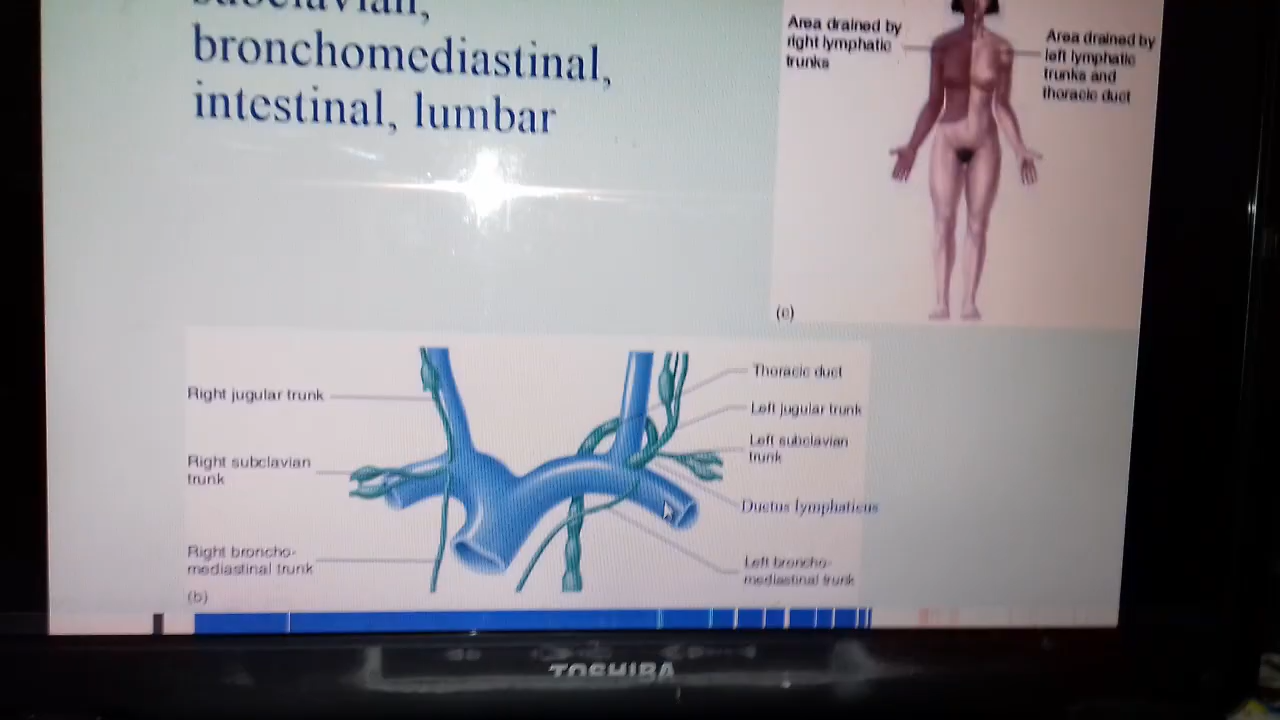 subclavian,
bronchomediastinal,
intestinal, lumbar
Area drained by
right lymphatic
trunks
Area drained by
left lymphatic
trunks and
thoracic duct
(c)
Right jugular trunk
Right subclavian
trunk
Right broncho-
mediastinal trunk
(b)
Thoracic duct
Left jugular trunk
Left subclavian
trunk
Ductus lymphaticus
Left broncho-
mediastinal trunk
TOSHIBA